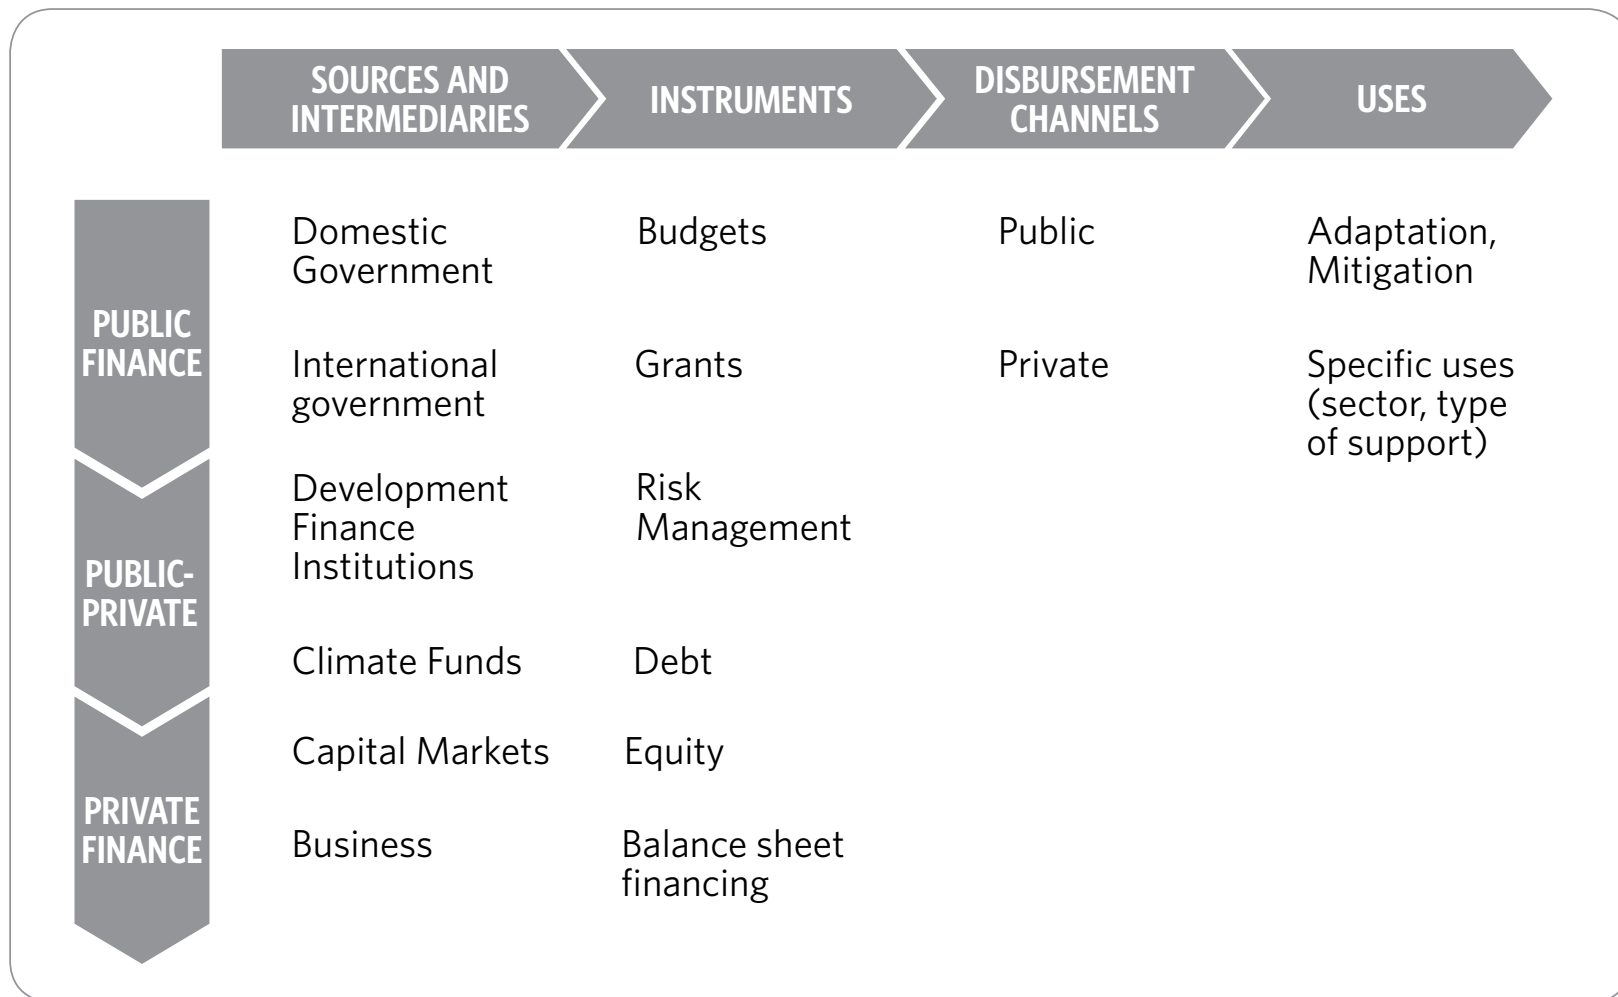 SOURCES AND
INTERMEDIARIES
INSTRUMENTS
DISBURSEMENT
CHANNELS
USES
PUBLIC
FINANCE
Domestic
Government
Budgets
Public
Adaptation,
Mitigation
International
government
Grants
Private
Specific uses
(sector, type
of support)
PUBLIC-
PRIVATE
Development
Finance
Institutions
Risk
Management
Climate Funds
Debt
PRIVATE
FINANCE
Capital Markets
Equity
Business
Balance sheet
financing